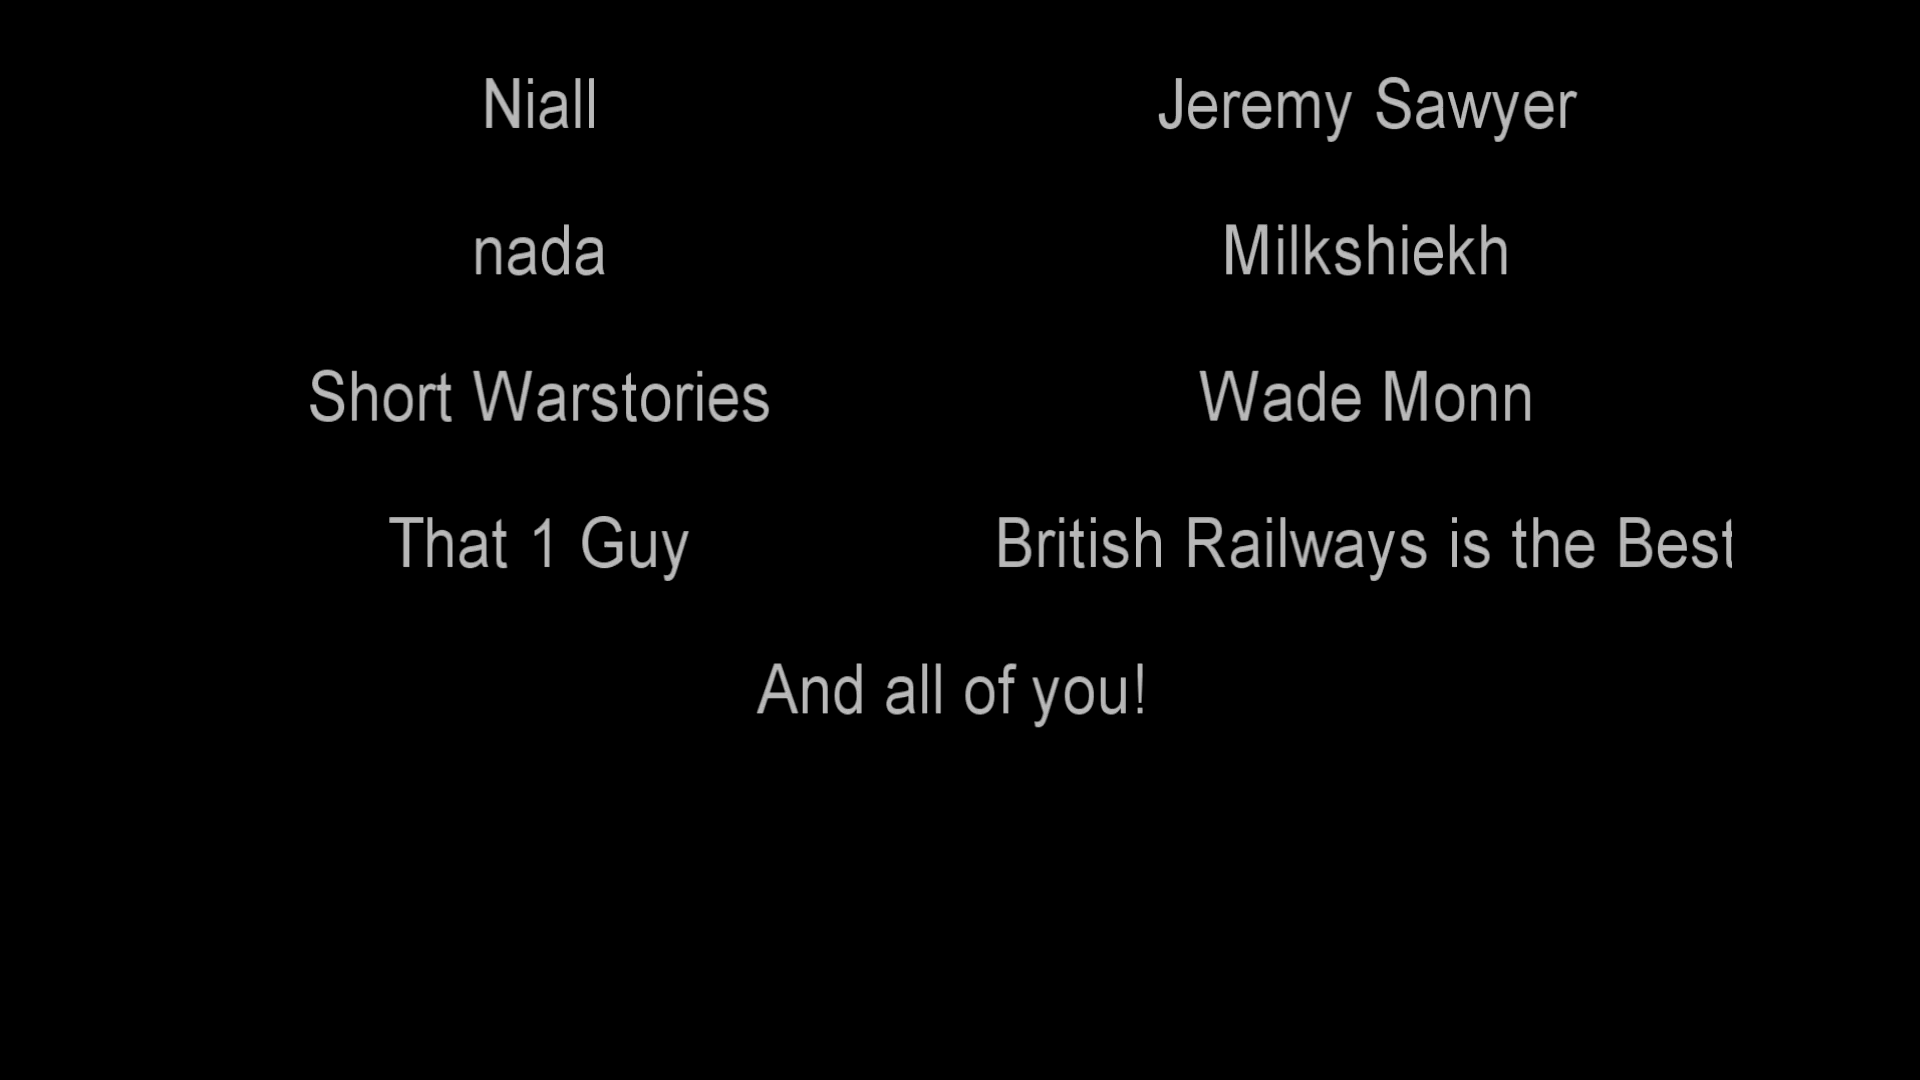 Niall Jeremy Sawyer
nada Milkshiekh
Short Warstories Wade Monn
That 1 Guy British Railways is the Best
And all of you!